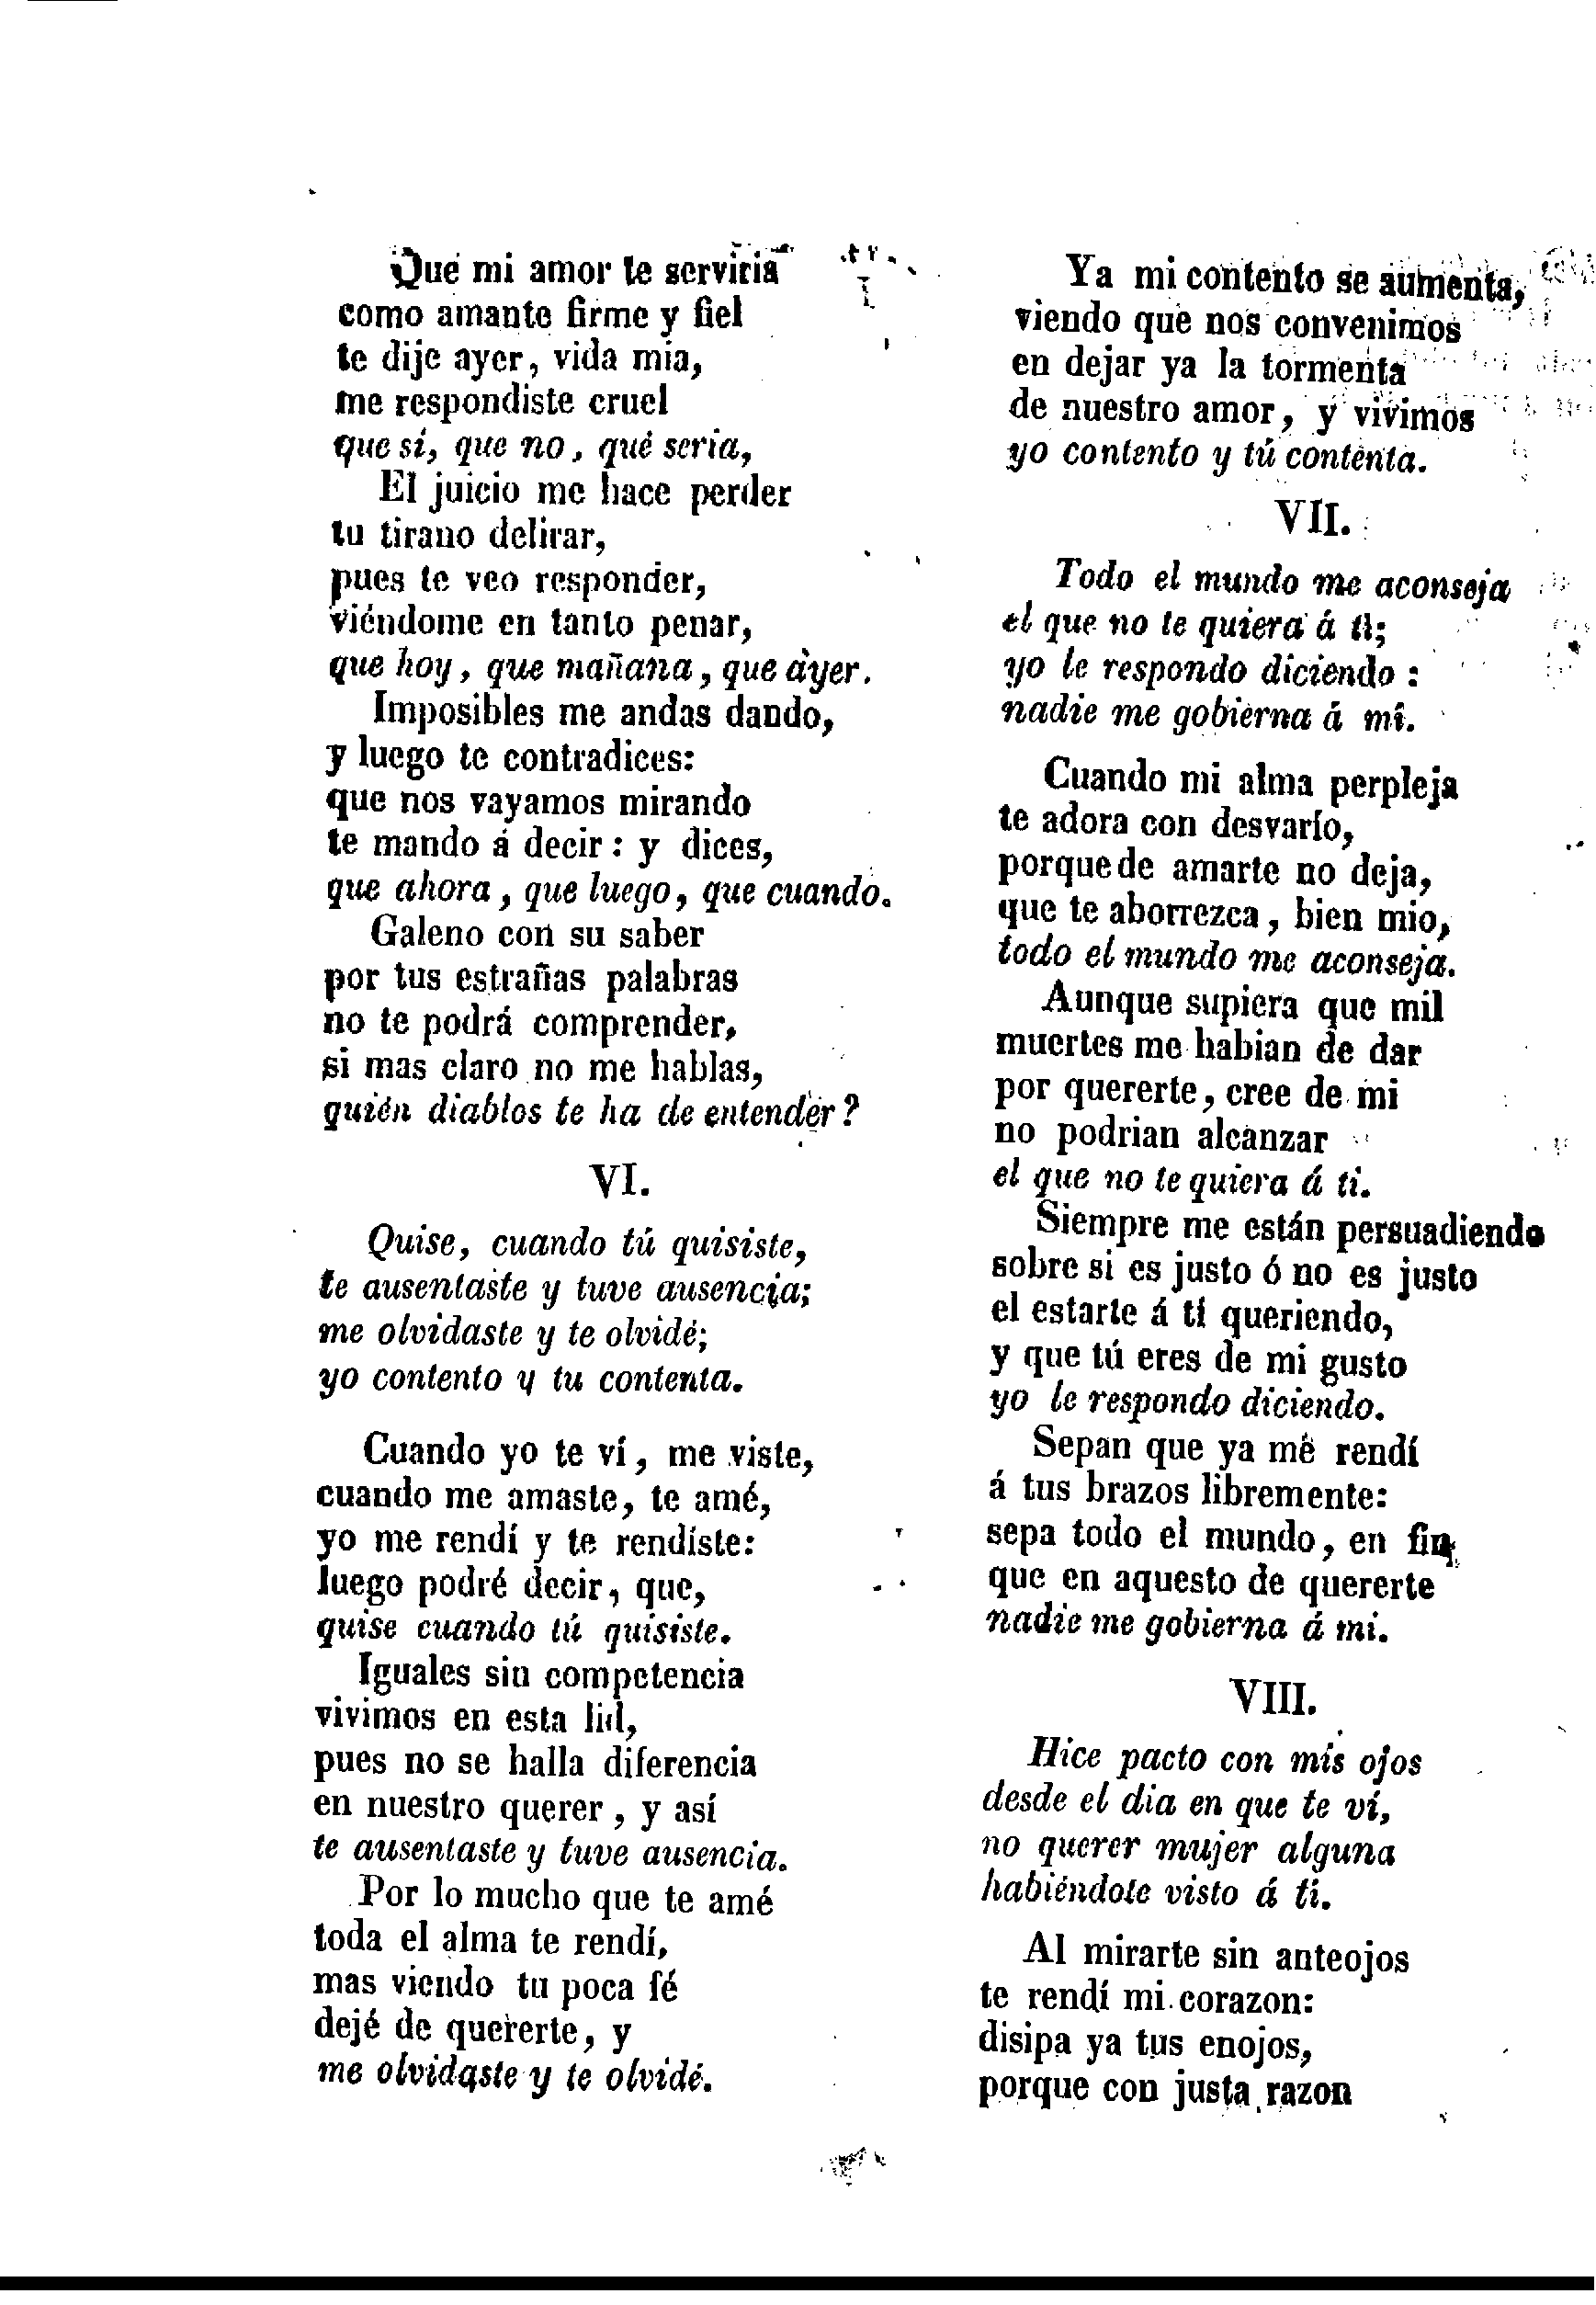 Que mi amor te serviria
como amante firme y fiel
te dije ayer, vida mia,
me respondiste cruel
que sí, que no, qué seria,
El juicio me hace perder
tu tirano delirar,
pues te veo responder,
viéndome en tanto penar,
que hoy, que mañana, que ayer.
Imposibles me andas dando,
y luego te contradices:
que nos vayamos mirando
te mando á decir: y dices,
que ahora, que luego, que cuando.
Galeno con su saber
por tus estrañas palabras
no te podrá comprender,
si mas claro no me hablas,
quién diablos te ha de entender?
VI.
Quise, cuando tú quisiste,
te ausentaste y tuve ausencia;
me olvidaste y te olvidé;
yo contento y tu contenta.
Cuando yo te ví, me viste,
cuando me amaste, te amé,
yo me rendí y te rendíste:
luego podré decir, que,
quise cuando tú quisiste.
Iguales sin competencia
vivimos en esta lid,
pues no se halla diferencia
en nuestro querer, y así
te ausentaste y tuve ausencia.
Por lo mucho que te amé
toda el alma te rendí,
mas viendo tu poca fé
dejé de quererte, y
me olvidaste y te olvidé.
Ya mi contento se aumenta,
viendo que nos convenimos
en dejar ya la tormenta
de nuestro amor, y vivimos
yo contento y tú contenta.
VII.
Todo el mundo me aconseja
el que no te quiera á ti;
yo le respondo diciendo:
nadie me gobierna á mí.
Cuando mi alma perpleja
te adora con desvarío,
porque de amarte no deja,
que te aborrezca, bien mio,
todo el mundo me aconseja.
Aunque supiera que mil
muertes me habian de dar
por quererte, cree de mi
no podrian alcanzar
el que no te quiera á ti.
Siempre me están persuadiendo
sobre si es justo ó no es justo
el estarte á tí queriendo,
y que tú eres de mi gusto
yo le respondo diciendo.
Sepan que ya me rendí
á tus brazos libremente:
sepa todo el mundo, en fin,
que en aquesto de quererte
nadie me gobierna á mi.
VIII.
Hice pacto con mis ojos
desde el dia en que te ví,
no querer mujer alguna
habiéndote visto á ti.
Al mirarte sin anteojos
te rendí mi corazon:
disipa ya tus enojos,
porque con justa razon